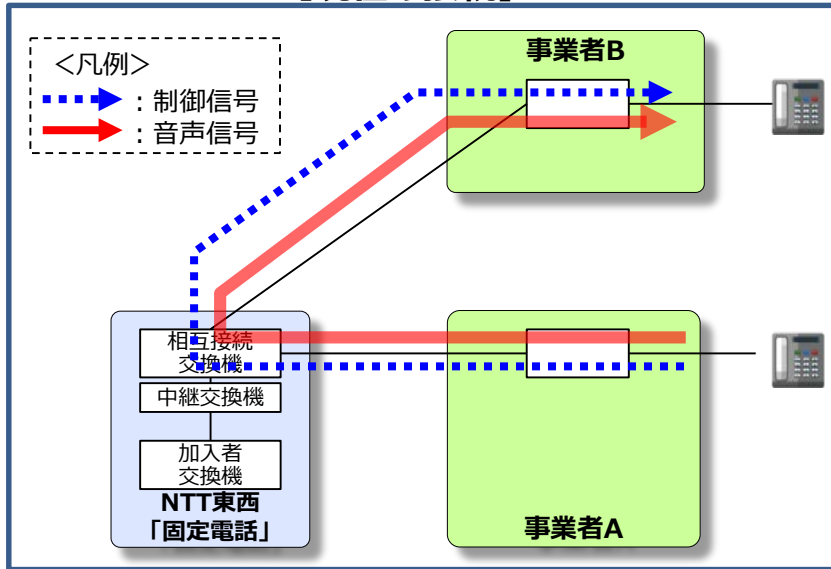 ＜凡例＞
：制御信号
：音声信号
事業者B
相互接続
交換機
中継交換機
加入者
交換機
NTT東西
「固定電話」
事業者A